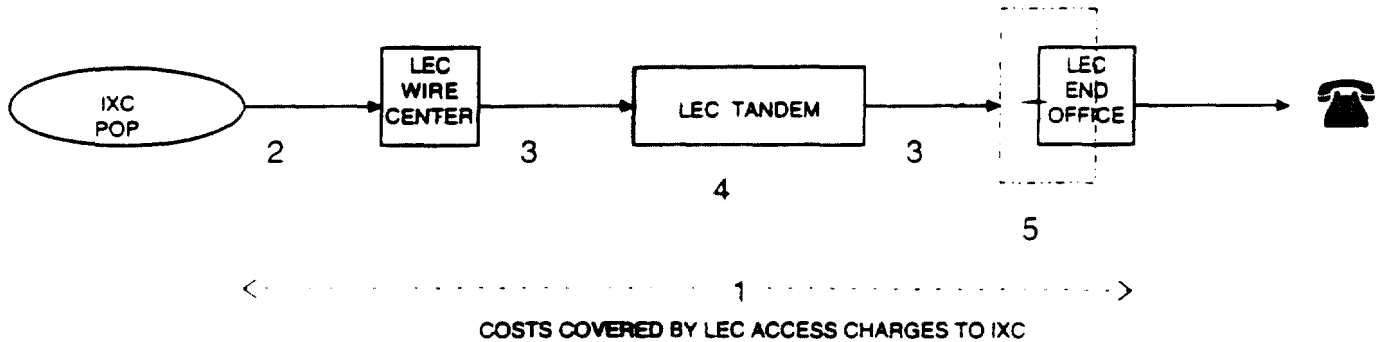 IXC
POP
LEC
WIRE
CENTER
LEC TANDEM
LEC
END
OFFICE
2
3
4
3
5
1
COSTS COVERED BY LEC ACCESS CHARGES TO IXC